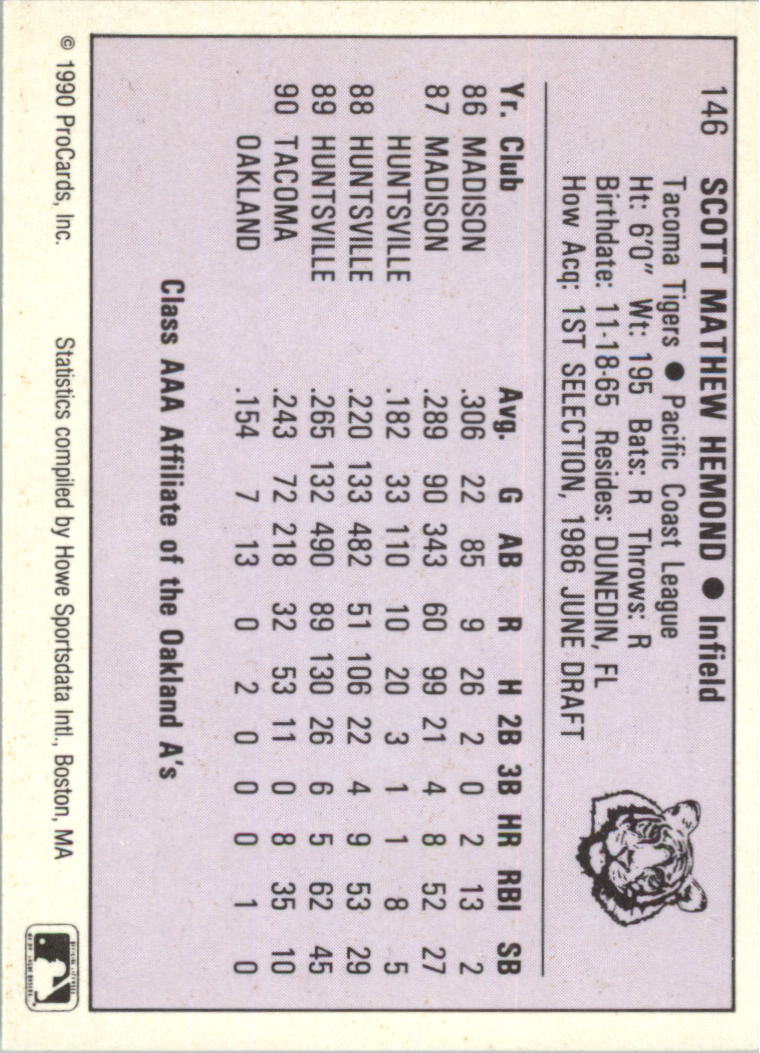 146 SCOTT MATHEW HEMOND ● Infield
Tacoma Tigers ● Pacific Coast League
Ht: 6'0" Wt: 195 Bats: R Throws: R
Birthdate: 11-18-65 Resides: DUNEDIN, FL
How Acq: 1ST SELECTION, 1986 JUNE DRAFT
Yr. Club Avg. G AB R H 2B 3B HR RBI SB
86 MADISON .306 22 85 9 26 2 0 2 13 2
87 MADISON .289 90 343 60 99 21 4 8 52 27
HUNTSVILLE .182 33 110 10 20 3 1 1 8 5
88 HUNTSVILLE .220 133 482 51 106 22 4 9 53 29
89 HUNTSVILLE .265 132 490 89 130 26 6 5 62 45
90 TACOMA .243 72 218 32 53 11 0 8 35 10
OAKLAND .154 7 13 0 2 0 0 0 1 0
Class AAA Affiliate of the Oakland A's
© 1990 ProCards, Inc. Statistics compiled by Howe Sportsdata Intl., Boston, MA